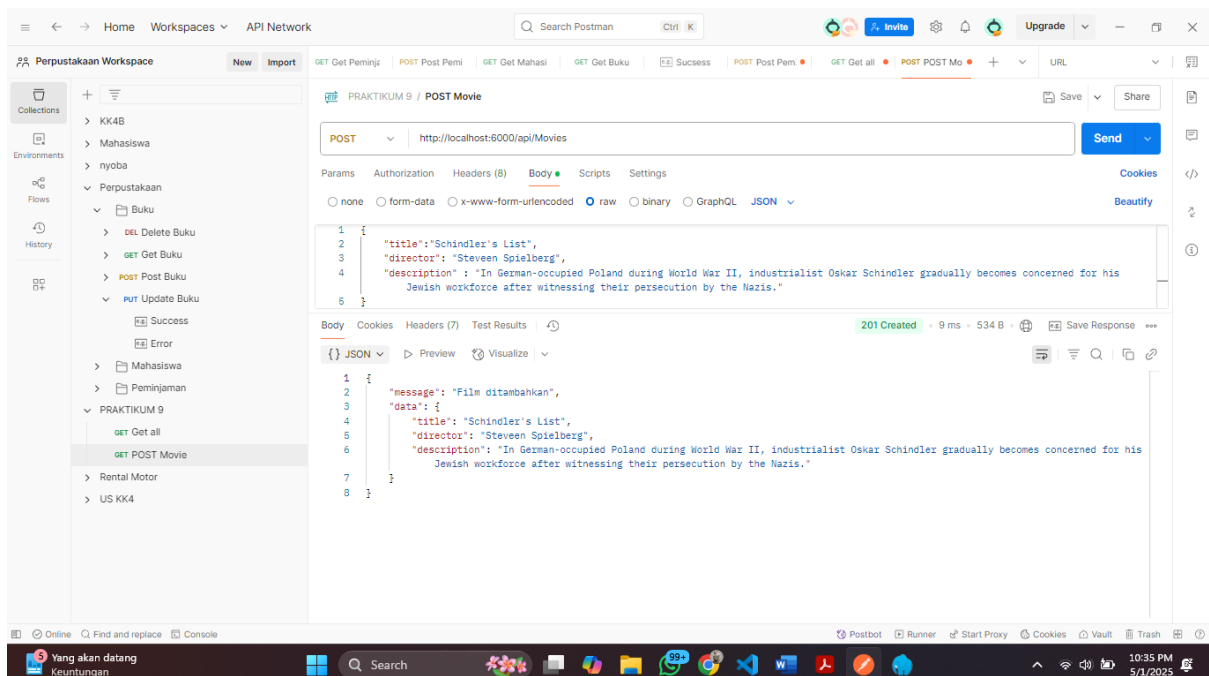 Home Workspaces API Network Search Postman Ctrl K Invite Upgrade
Perpustakaan Workspace New Import GET Get Peminja POST Post Pemi GET Get Mahasi GET Get Buku e.g. Sucsess POST Post Pem. GET Get all POST POST Mo URL
Collections
Environments
Flows
History
KK4B
Mahasiswa
nyoba
Perpustakaan
Buku
DEL Delete Buku
GET Get Buku
POST Post Buku
PUT Update Buku
e.g. Success
e.g. Error
Mahasiswa
Peminjaman
PRAKTIKUM 9
GET Get all
GET POST Movie
Rental Motor
US KK4
HTTP PRAKTIKUM 9 / POST Movie Save Share
POST http://localhost:6000/api/Movies Send
Params Authorization Headers (8) Body Scripts Settings Cookies
none form-data x-www-form-urlencoded raw binary GraphQL JSON Beautify
1 {
2 "title":"Schindler's List",
3 "director": "Steveen Spielberg",
4 "description" : "In German-occupied Poland during World War II, industrialist Oskar Schindler gradually becomes concerned for his
Jewish workforce after witnessing their persecution by the Nazis."
5 }
Body Cookies Headers (7) Test Results 201 Created 9 ms 534 B e.g. Save Response
{} JSON Preview Visualize
1 {
2 "message": "Film ditambahkan",
3 "data": {
4 "title": "Schindler's List",
5 "director": "Steveen Spielberg",
6 "description": "In German-occupied Poland during World War II, industrialist Oskar Schindler gradually becomes concerned for his
Jewish workforce after witnessing their persecution by the Nazis."
7 }
8 }
Online Find and replace Console Postbot Runner Start Proxy Cookies Vault Trash
5 Yang akan datang
Keuntungan
Search 99+
10:35 PM
5/1/2025